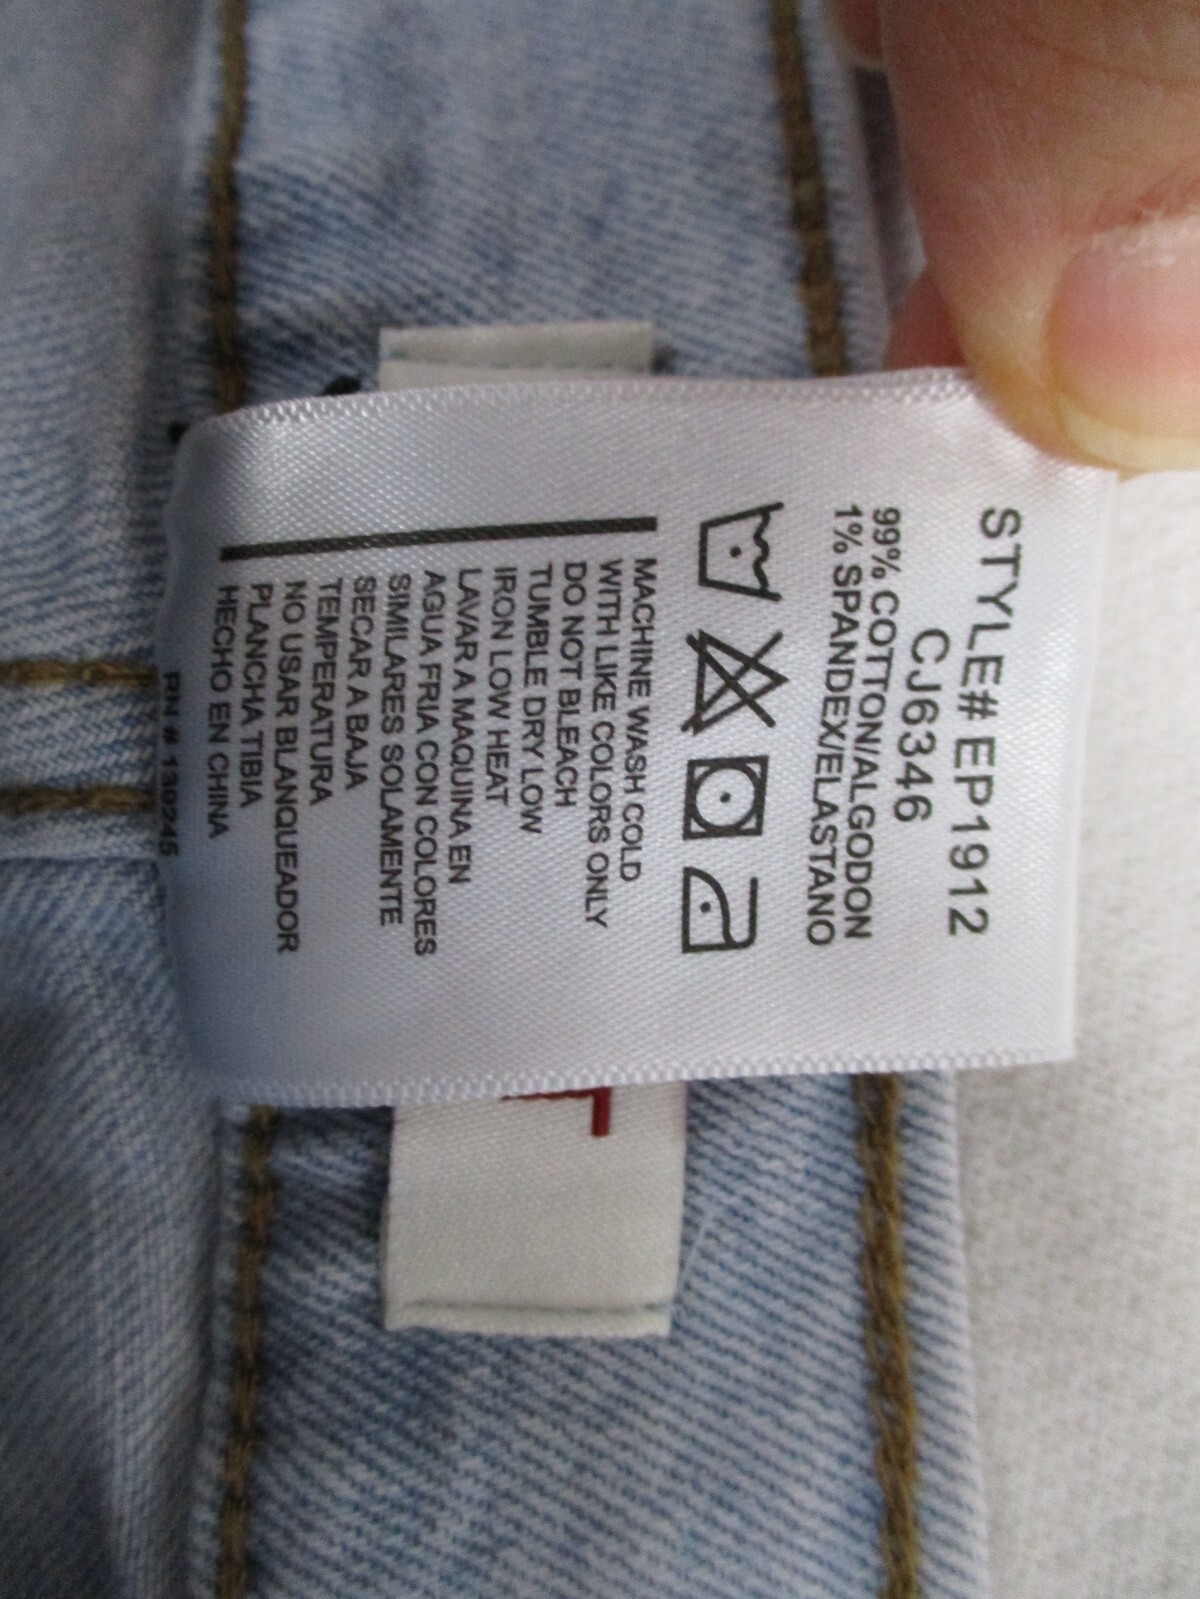 STYLE# EP1912
CJ6346
99% COTTON/ALGODON
1% SPANDEX/ELASTANO
MACHINE WASH COLD
WITH LIKE COLORS ONLY
DO NOT BLEACH
TUMBLE DRY LOW
IRON LOW HEAT
LAVAR A MAQUINA EN
AGUA FRIA CON COLORES
SIMILARES SOLAMENTE
SECAR A BAJA
TEMPERATURA
NO USAR BLANQUEADOR
PLANCHA TIBIA
HECHO EN CHINA
RN # 139245